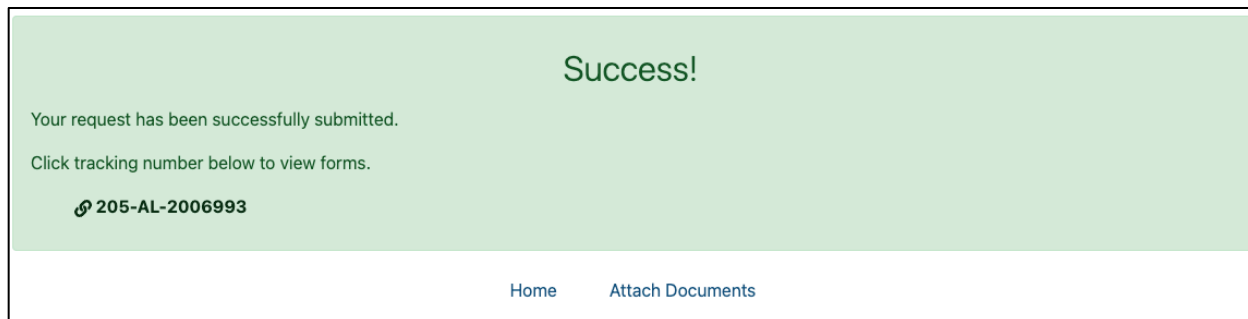 Success!
Your request has been successfully submitted.
Click tracking number below to view forms.
205-AL-2006993
Home Attach Documents